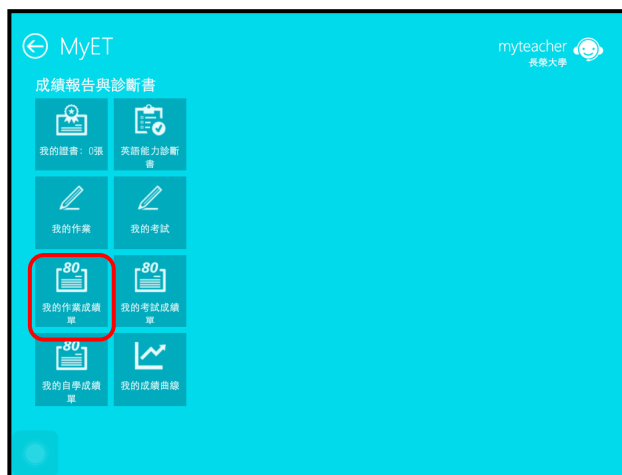 MyET
myteacher
長榮大學
成績報告與診斷書
我的證書：0張
英語能力診斷
書
我的作業
我的考試
80
我的作業成績
單
80
我的考試成績
單
80
我的自學成績
單
我的成績曲線